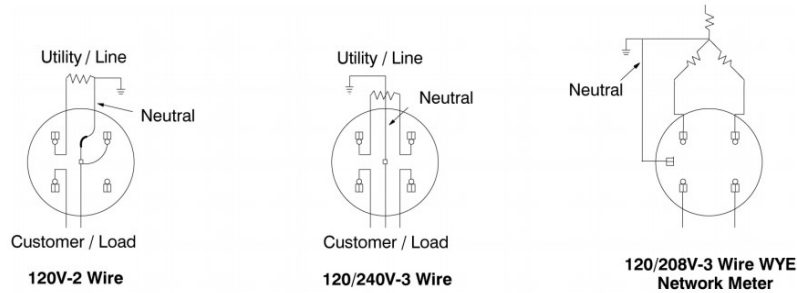 Utility / Line
Neutral
Customer / Load
120V-2 Wire
Utility / Line
Neutral
Customer / Load
120/240V-3 Wire
Neutral
120/208V-3 Wire WYE
Network Meter